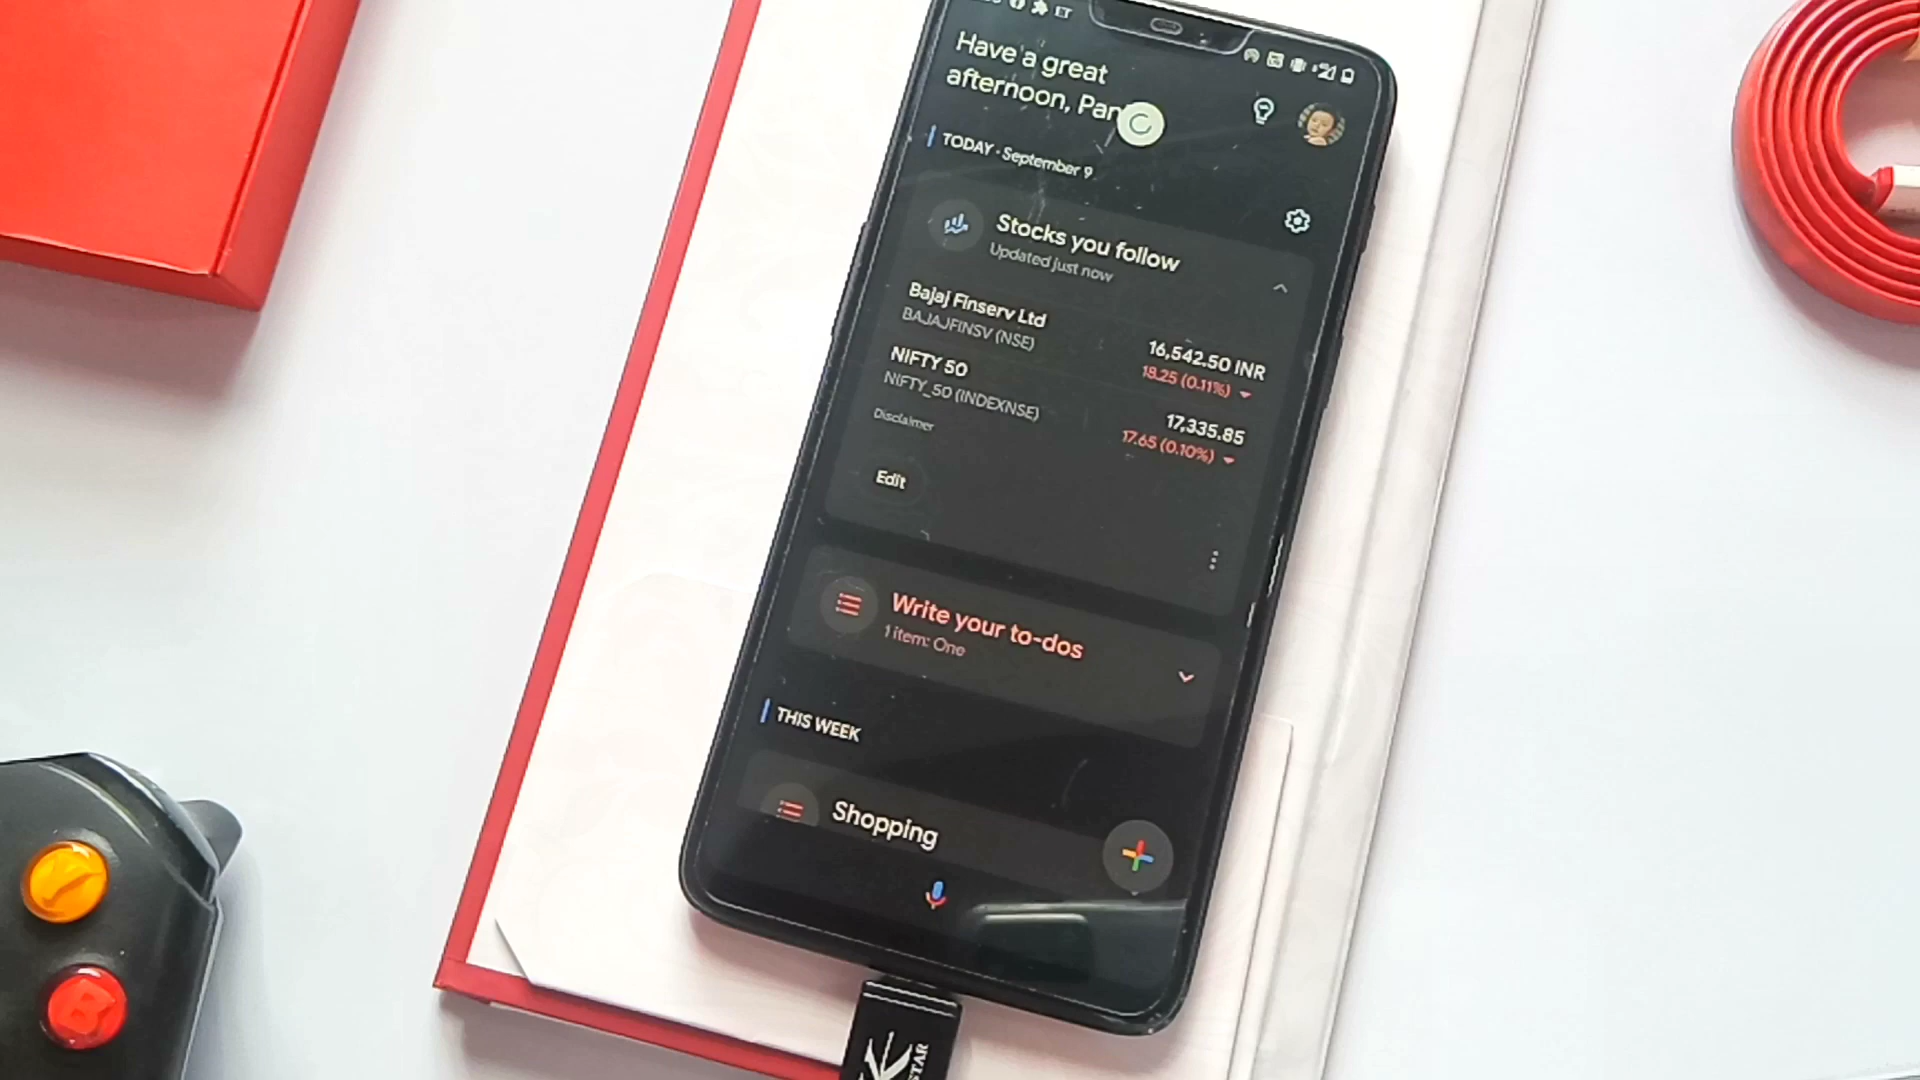 ET
Have a great
afternoon, Pan
TODAY · September 9
Stocks you follow
Updated just now
Bajaj Finserv Ltd
BAJAJFINSV (NSE)
16,542.50 INR
18.25 (0.11%)
NIFTY 50
NIFTY_50 (INDEXNSE)
17,335.85
17.65 (0.10%)
Disclaimer
Edit
Write your to-dos
1 item: One
THIS WEEK
Shopping
STAR
B